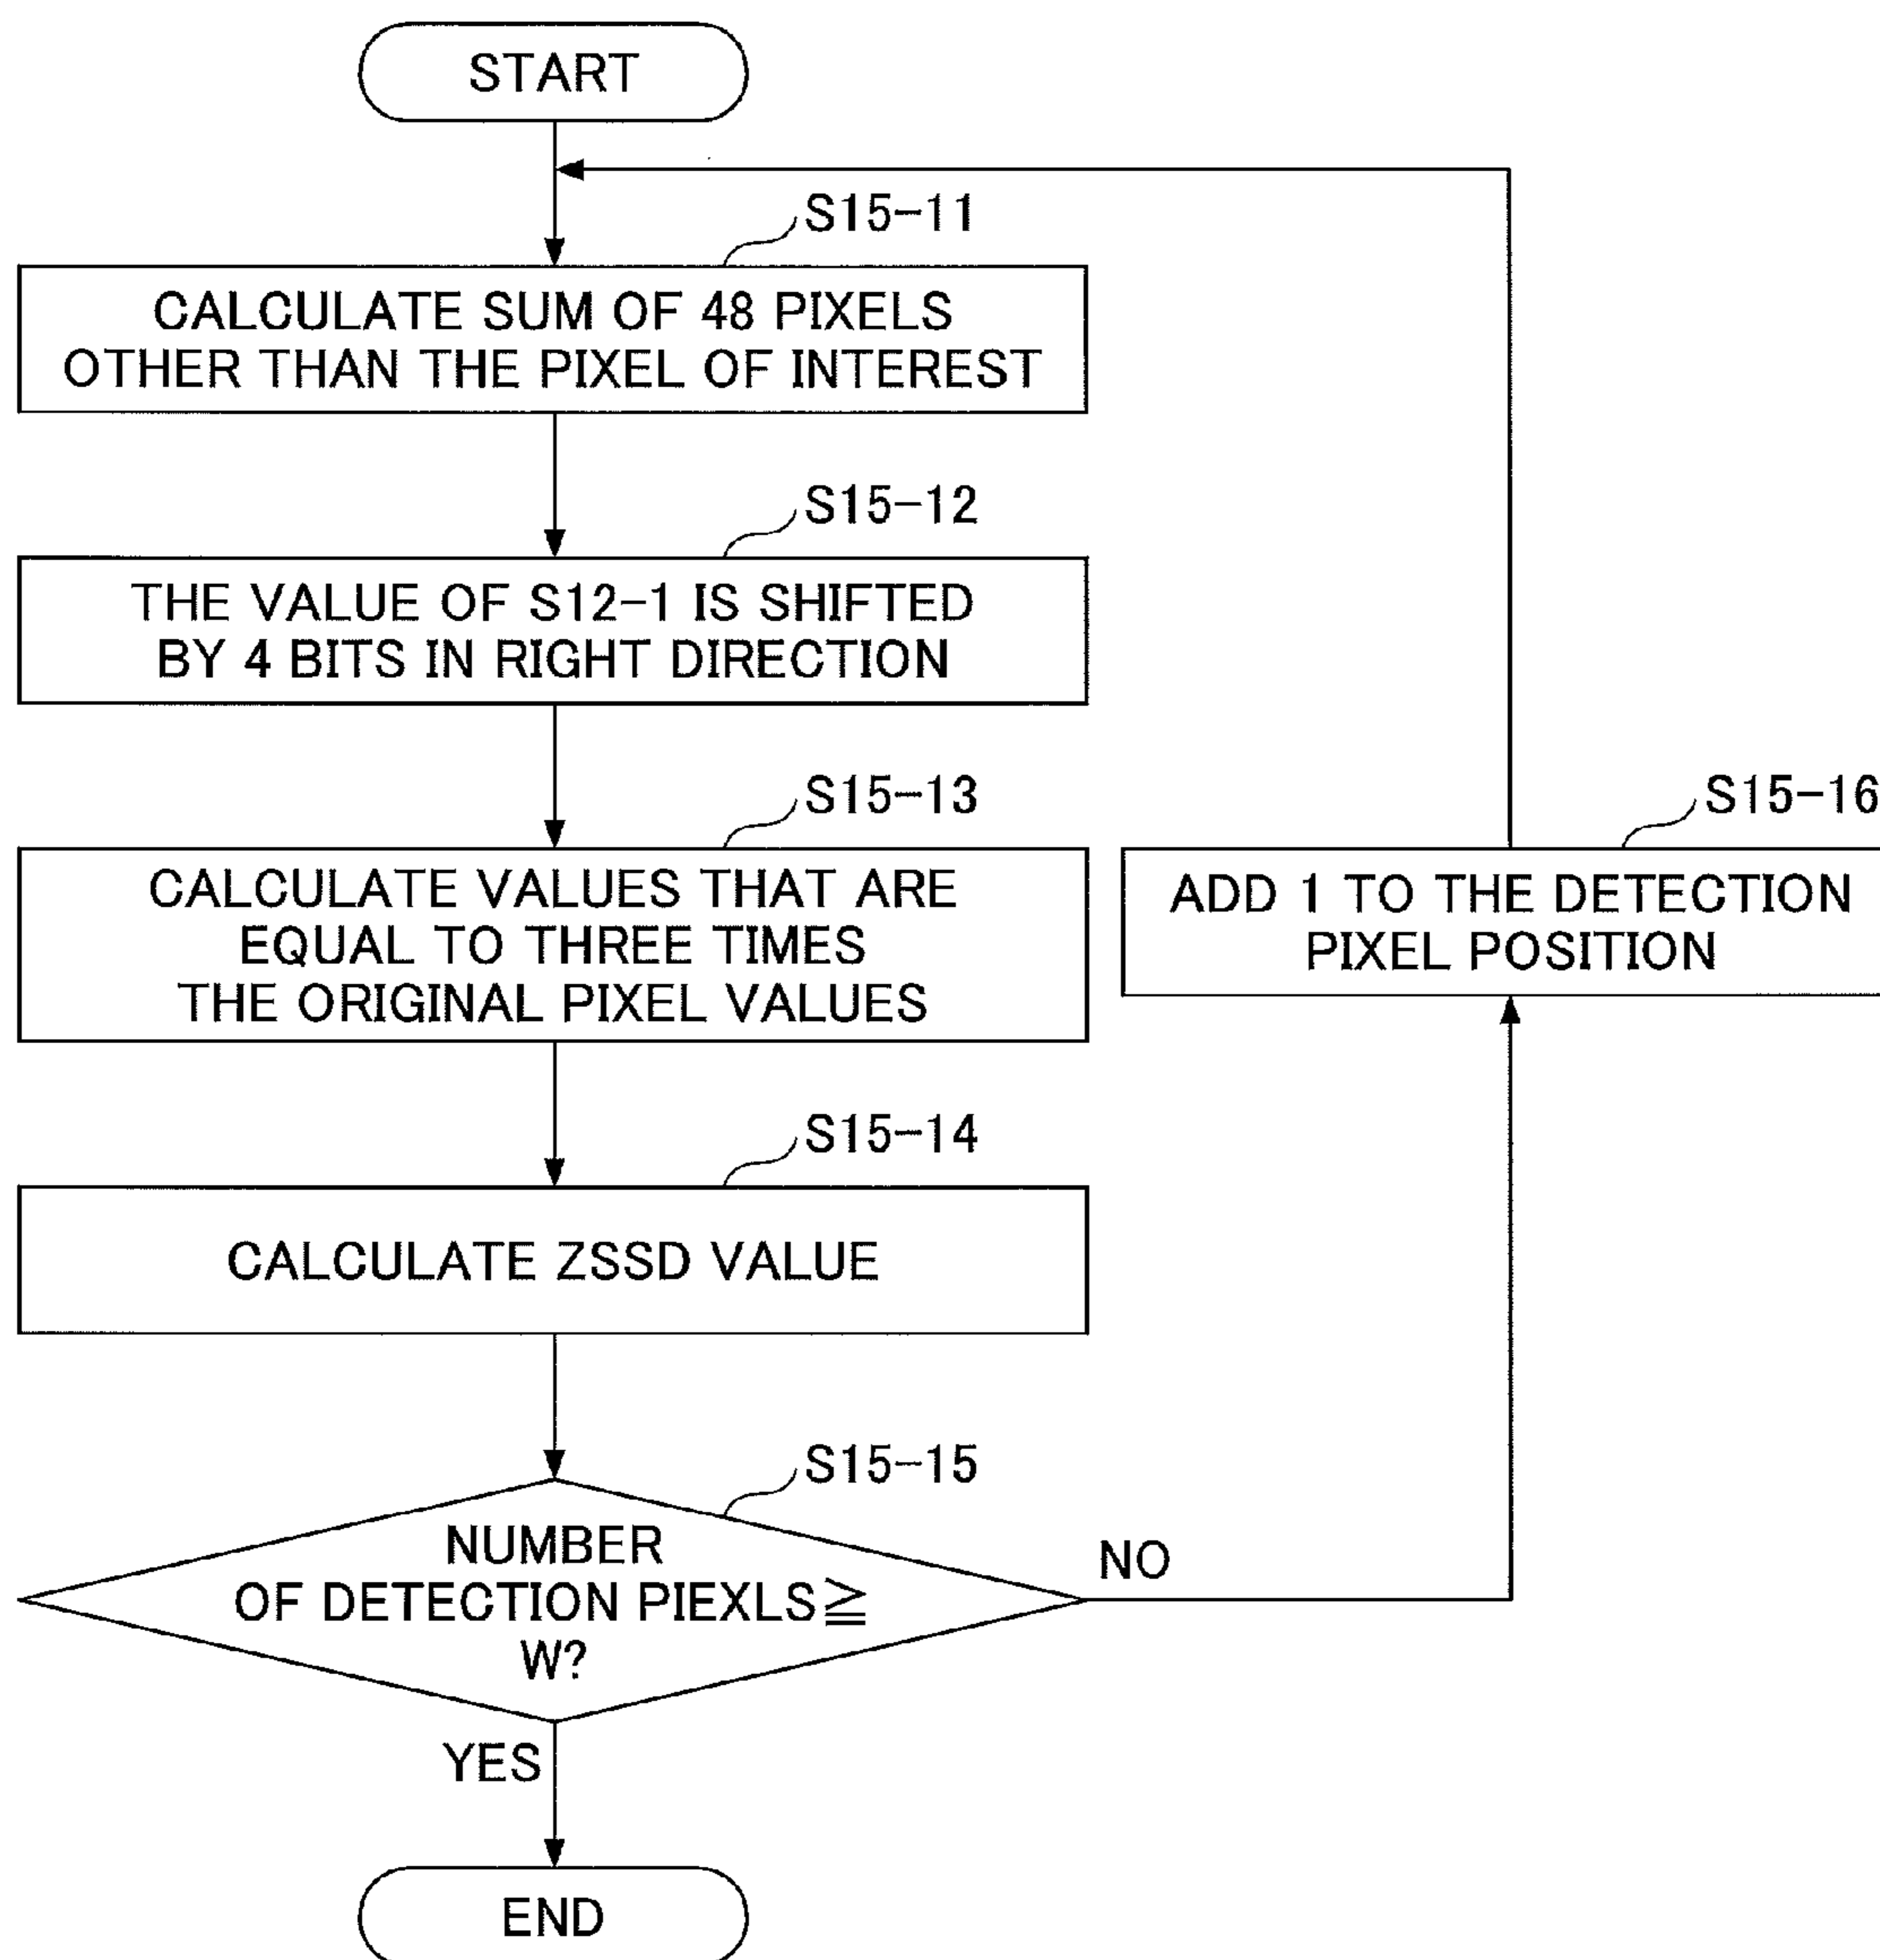 START
S15-11
CALCULATE SUM OF 48 PIXELS
OTHER THAN THE PIXEL OF INTEREST
S15-12
THE VALUE OF S12-1 IS SHIFTED
BY 4 BITS IN RIGHT DIRECTION
S15-13
CALCULATE VALUES THAT ARE
EQUAL TO THREE TIMES
THE ORIGINAL PIXEL VALUES
S15-16
ADD 1 TO THE DETECTION
PIXEL POSITION
S15-14
CALCULATE ZSSD VALUE
S15-15
NUMBER
OF DETECTION PIEXLS≧
W?
NO
YES
END